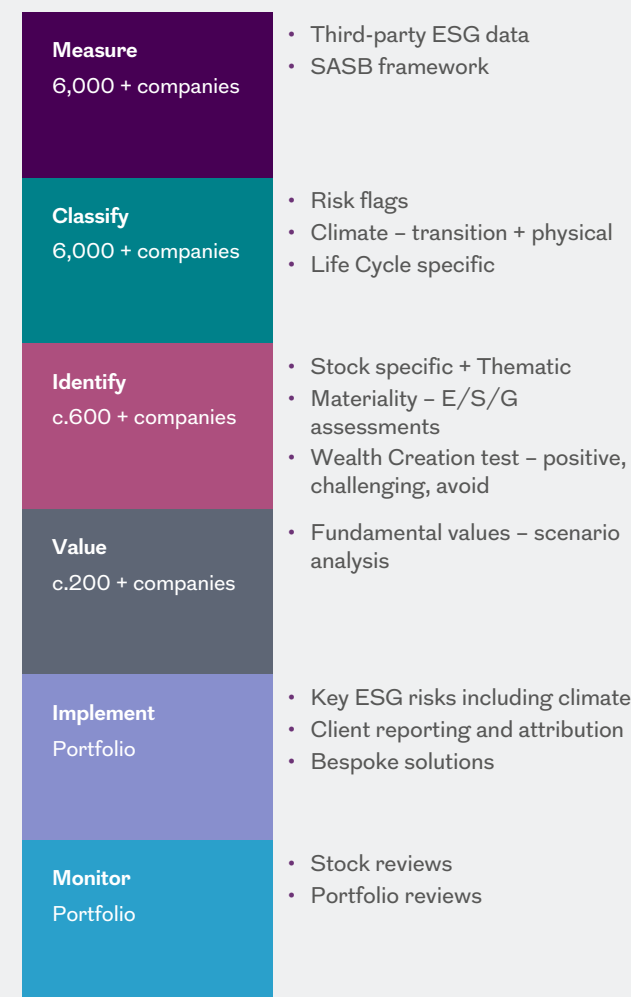 Measure
6,000 + companies
• Third-party ESG data
• SASB framework
Classify
6,000 + companies
• Risk flags
• Climate – transition + physical
• Life Cycle specific
Identify
c.600 + companies
• Stock specific + Thematic
• Materiality – E/S/G
assessments
• Wealth Creation test – positive,
challenging, avoid
Value
c.200 + companies
• Fundamental values – scenario
analysis
Implement
Portfolio
• Key ESG risks including climate
• Client reporting and attribution
• Bespoke solutions
Monitor
Portfolio
• Stock reviews
• Portfolio reviews